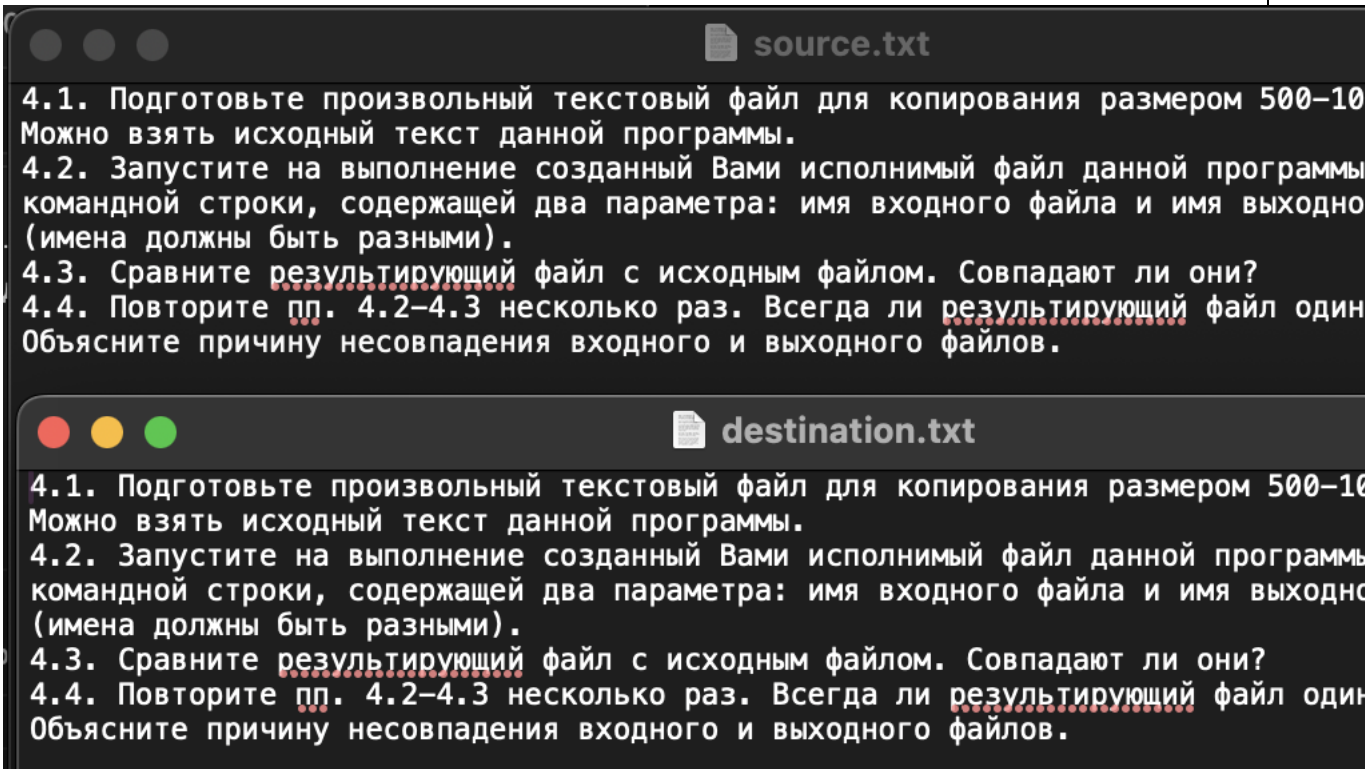 source.txt
4.1. Подготовьте произвольный текстовый файл для копирования размером 500-10
Можно взять исходный текст данной программы.
4.2. Запустите на выполнение созданный Вами исполнимый файл данной программы
командной строки, содержащей два параметра: имя входного файла и имя выходно
(имена должны быть разными).
4.3. Сравните результирующий файл с исходным файлом. Совпадают ли они?
4.4. Повторите пп. 4.2-4.3 несколько раз. Всегда ли результирующий файл один
Объясните причину несовпадения входного и выходного файлов.
destination.txt
4.1. Подготовьте произвольный текстовый файл для копирования размером 500-10
Можно взять исходный текст данной программы.
4.2. Запустите на выполнение созданный Вами исполнимый файл данной программы
командной строки, содержащей два параметра: имя входного файла и имя выходно
(имена должны быть разными).
4.3. Сравните результирующий файл с исходным файлом. Совпадают ли они?
4.4. Повторите пп. 4.2-4.3 несколько раз. Всегда ли результирующий файл один
Объясните причину несовпадения входного и выходного файлов.